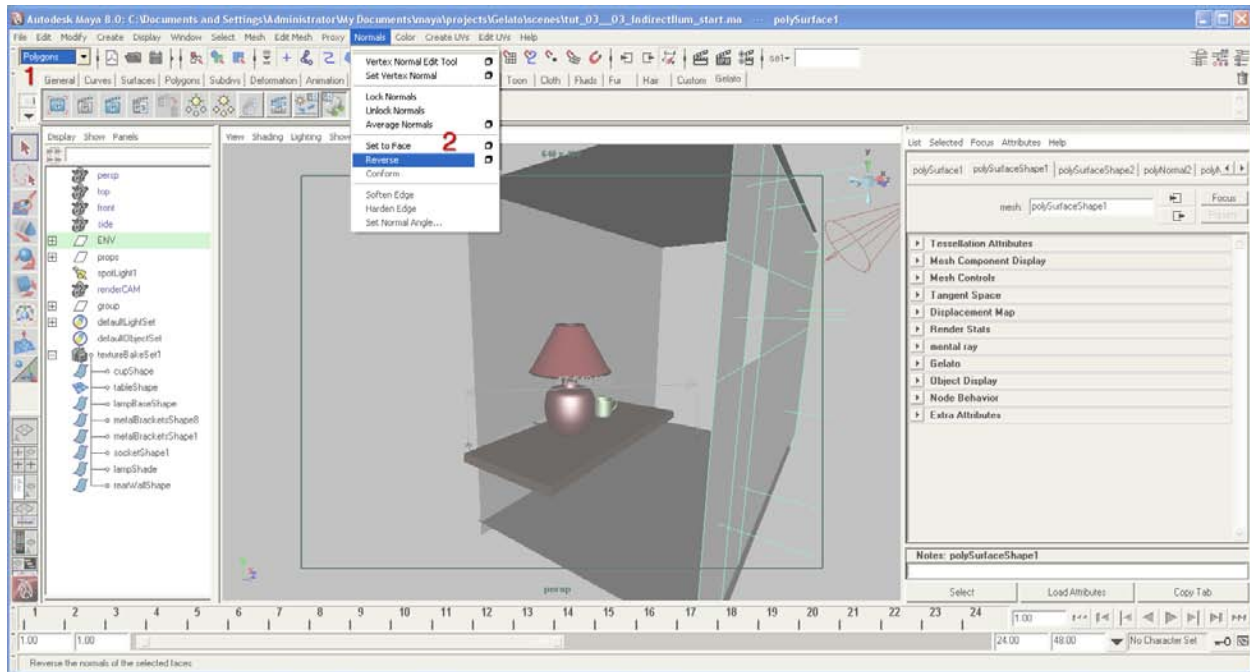 Autodesk Maya 8.0: C:\Documents and Settings\Administrator\My Documents\maya\projects\Gelato\scenes\tut_03__03_IndirectIllum_start.ma --- polySurface1
File Edit Modify Create Display Window Select Mesh Edit Mesh Proxy Normals Color Create UVs Edit UVs Help
Polygons sel-
1 General Curves Surfaces Polygons Subdivs Deformation Animation Toon Cloth Fluids Fur Hair Custom Gelato
Vertex Normal Edit Tool
Set Vertex Normal
Lock Normals
Unlock Normals
Average Normals
2
Set to Face
Reverse
Conform
Soften Edge
Harden Edge
Set Normal Angle...
Display Show Panels
persp
top
front
side
ENV
props
spotLight1
renderCAM
group
defaultLightSet
defaultObjectSet
textureBakeSet1
cupShape
tableShape
lampBaseShape
metalBracketsShape8
metalBracketsShape1
socketShape1
lampShade
rearWallShape
View Shading Lighting Show
y
persp
List Selected Focus Attributes Help
polySurface1 polySurfaceShape1 polySurfaceShape2 polyNormal2
mesh: polySurfaceShape1
Focus
Presets
Tessellation Attributes
Mesh Component Display
Mesh Controls
Tangent Space
Displacement Map
Render Stats
mental ray
Gelato
Object Display
Node Behavior
Extra Attributes
Notes: polySurfaceShape1
Select Load Attributes Copy Tab
1 2 3 4 5 6 7 8 9 10 11 12 13 14 15 16 17 18 19 20 21 22 23 24 1.00
1.00 1.00 24.00 48.00 No Character Set
Reverse the normals of the selected faces